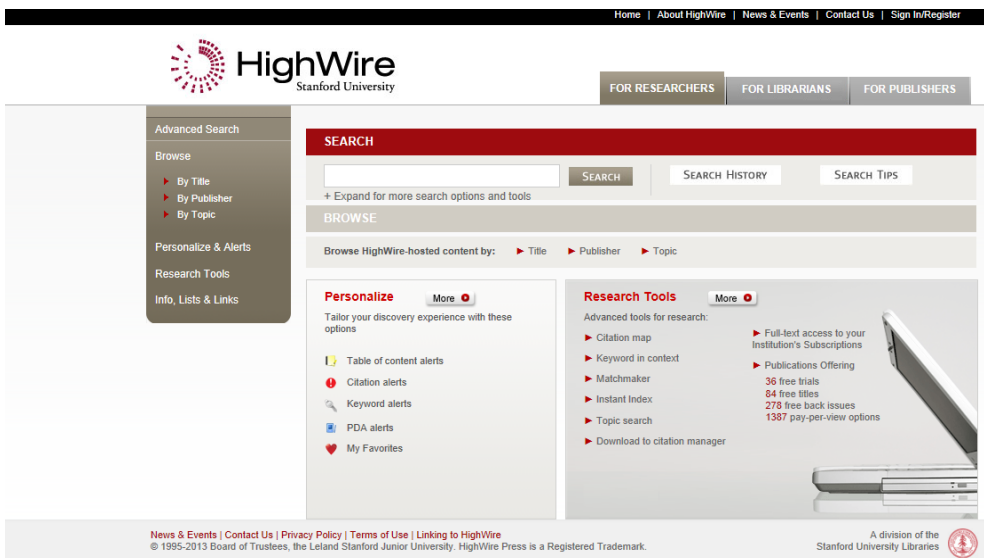 Home | About HighWire | News & Events | Contact Us | Sign In/Register
HighWire
Stanford University
FOR RESEARCHERS
FOR LIBRARIANS
FOR PUBLISHERS
Advanced Search
Browse
By Title
By Publisher
By Topic
Personalize & Alerts
Research Tools
Info, Lists & Links
SEARCH
SEARCH
SEARCH HISTORY
SEARCH TIPS
+ Expand for more search options and tools
BROWSE
Browse HighWire-hosted content by: Title Publisher Topic
Personalize More
Tailor your discovery experience with these
options
Table of content alerts
Citation alerts
Keyword alerts
PDA alerts
My Favorites
Research Tools More
Advanced tools for research:
Citation map
Keyword in context
Matchmaker
Instant Index
Topic search
Download to citation manager
Full-text access to your
Institution's Subscriptions
Publications Offering
36 free trials
84 free titles
278 free back issues
1387 pay-per-view options
News & Events | Contact Us | Privacy Policy | Terms of Use | Linking to HighWire
© 1995-2013 Board of Trustees, the Leland Stanford Junior University. HighWire Press is a Registered Trademark.
A division of the
Stanford University Libraries